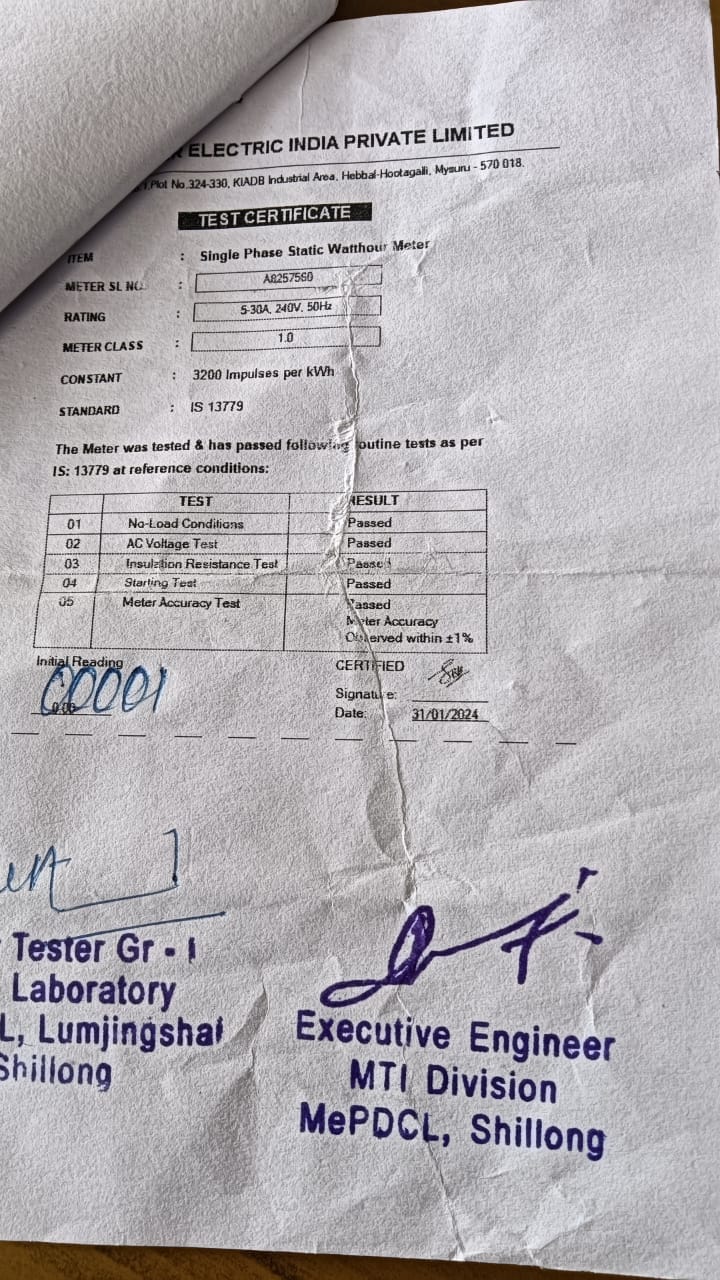 ELECTRIC INDIA PRIVATE LIMITED
Plot No.324-330, KIADB Industrial Area, Hebbal-Hootagalli, Mysuru - 570 018.
TEST CERTIFICATE
ITEM : Single Phase Static Watthour Meter
METER SL NO. :
RATING : 5-30A, 240V, 50Hz
METER CLASS : 1.0
CONSTANT : 3200 Impulses per kWh
STANDARD : IS 13779
The Meter was tested & has passed following routine tests as per
IS: 13779 at reference conditions:
TEST RESULT
01 No-Load Conditions Passed
02 AC Voltage Test Passed
03 Insulation Resistance Test Passed
04 Starting Test Passed
05 Meter Accuracy Test Passed
Meter Accuracy
Observed within ±1%
Initial Reading CERTIFIED
00001
0.00
Signature:
Date: 31/01/2024
Tester Gr - I
Laboratory
L, Lumjingshai
Shillong
Executive Engineer
MTI Division
MePDCL, Shillong